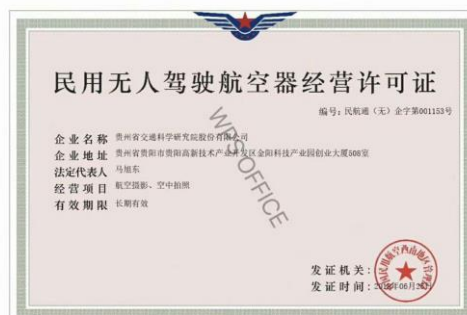 民用无人驾驶航空器经营许可证
编号：民航通（无）企字第001153号
企业名称 贵州省交通科学研究院股份有限公司
企业地址 贵州省贵阳市贵阳高新技术产业开发区金阳科技产业园创业大厦508室
法定代表人 马旭东
经营项目 航空摄影、空中拍照
有效期限 长期有效
WPS OFFICE
发证机关：
发证时间：